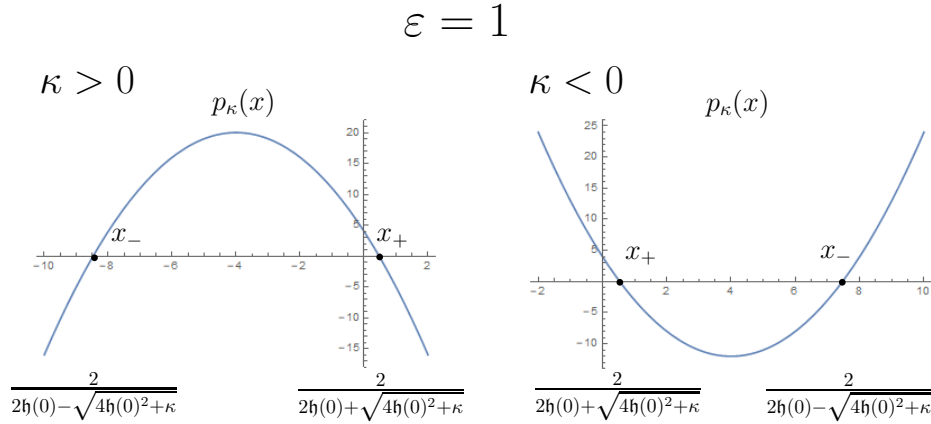 ε = 1
κ > 0
κ < 0
p_κ(x)
p_κ(x)
20
15
10
5
-5
-10
-15
-10 -8 -6 -4 -2 2
x_-
x_+
25
20
15
10
5
-5
-10
-2 2 4 6 8 10
x_+
x_-
2/(2𝔥(0)−√(4𝔥(0)²+κ))
2/(2𝔥(0)+√(4𝔥(0)²+κ))
2/(2𝔥(0)+√(4𝔥(0)²+κ))
2/(2𝔥(0)−√(4𝔥(0)²+κ))